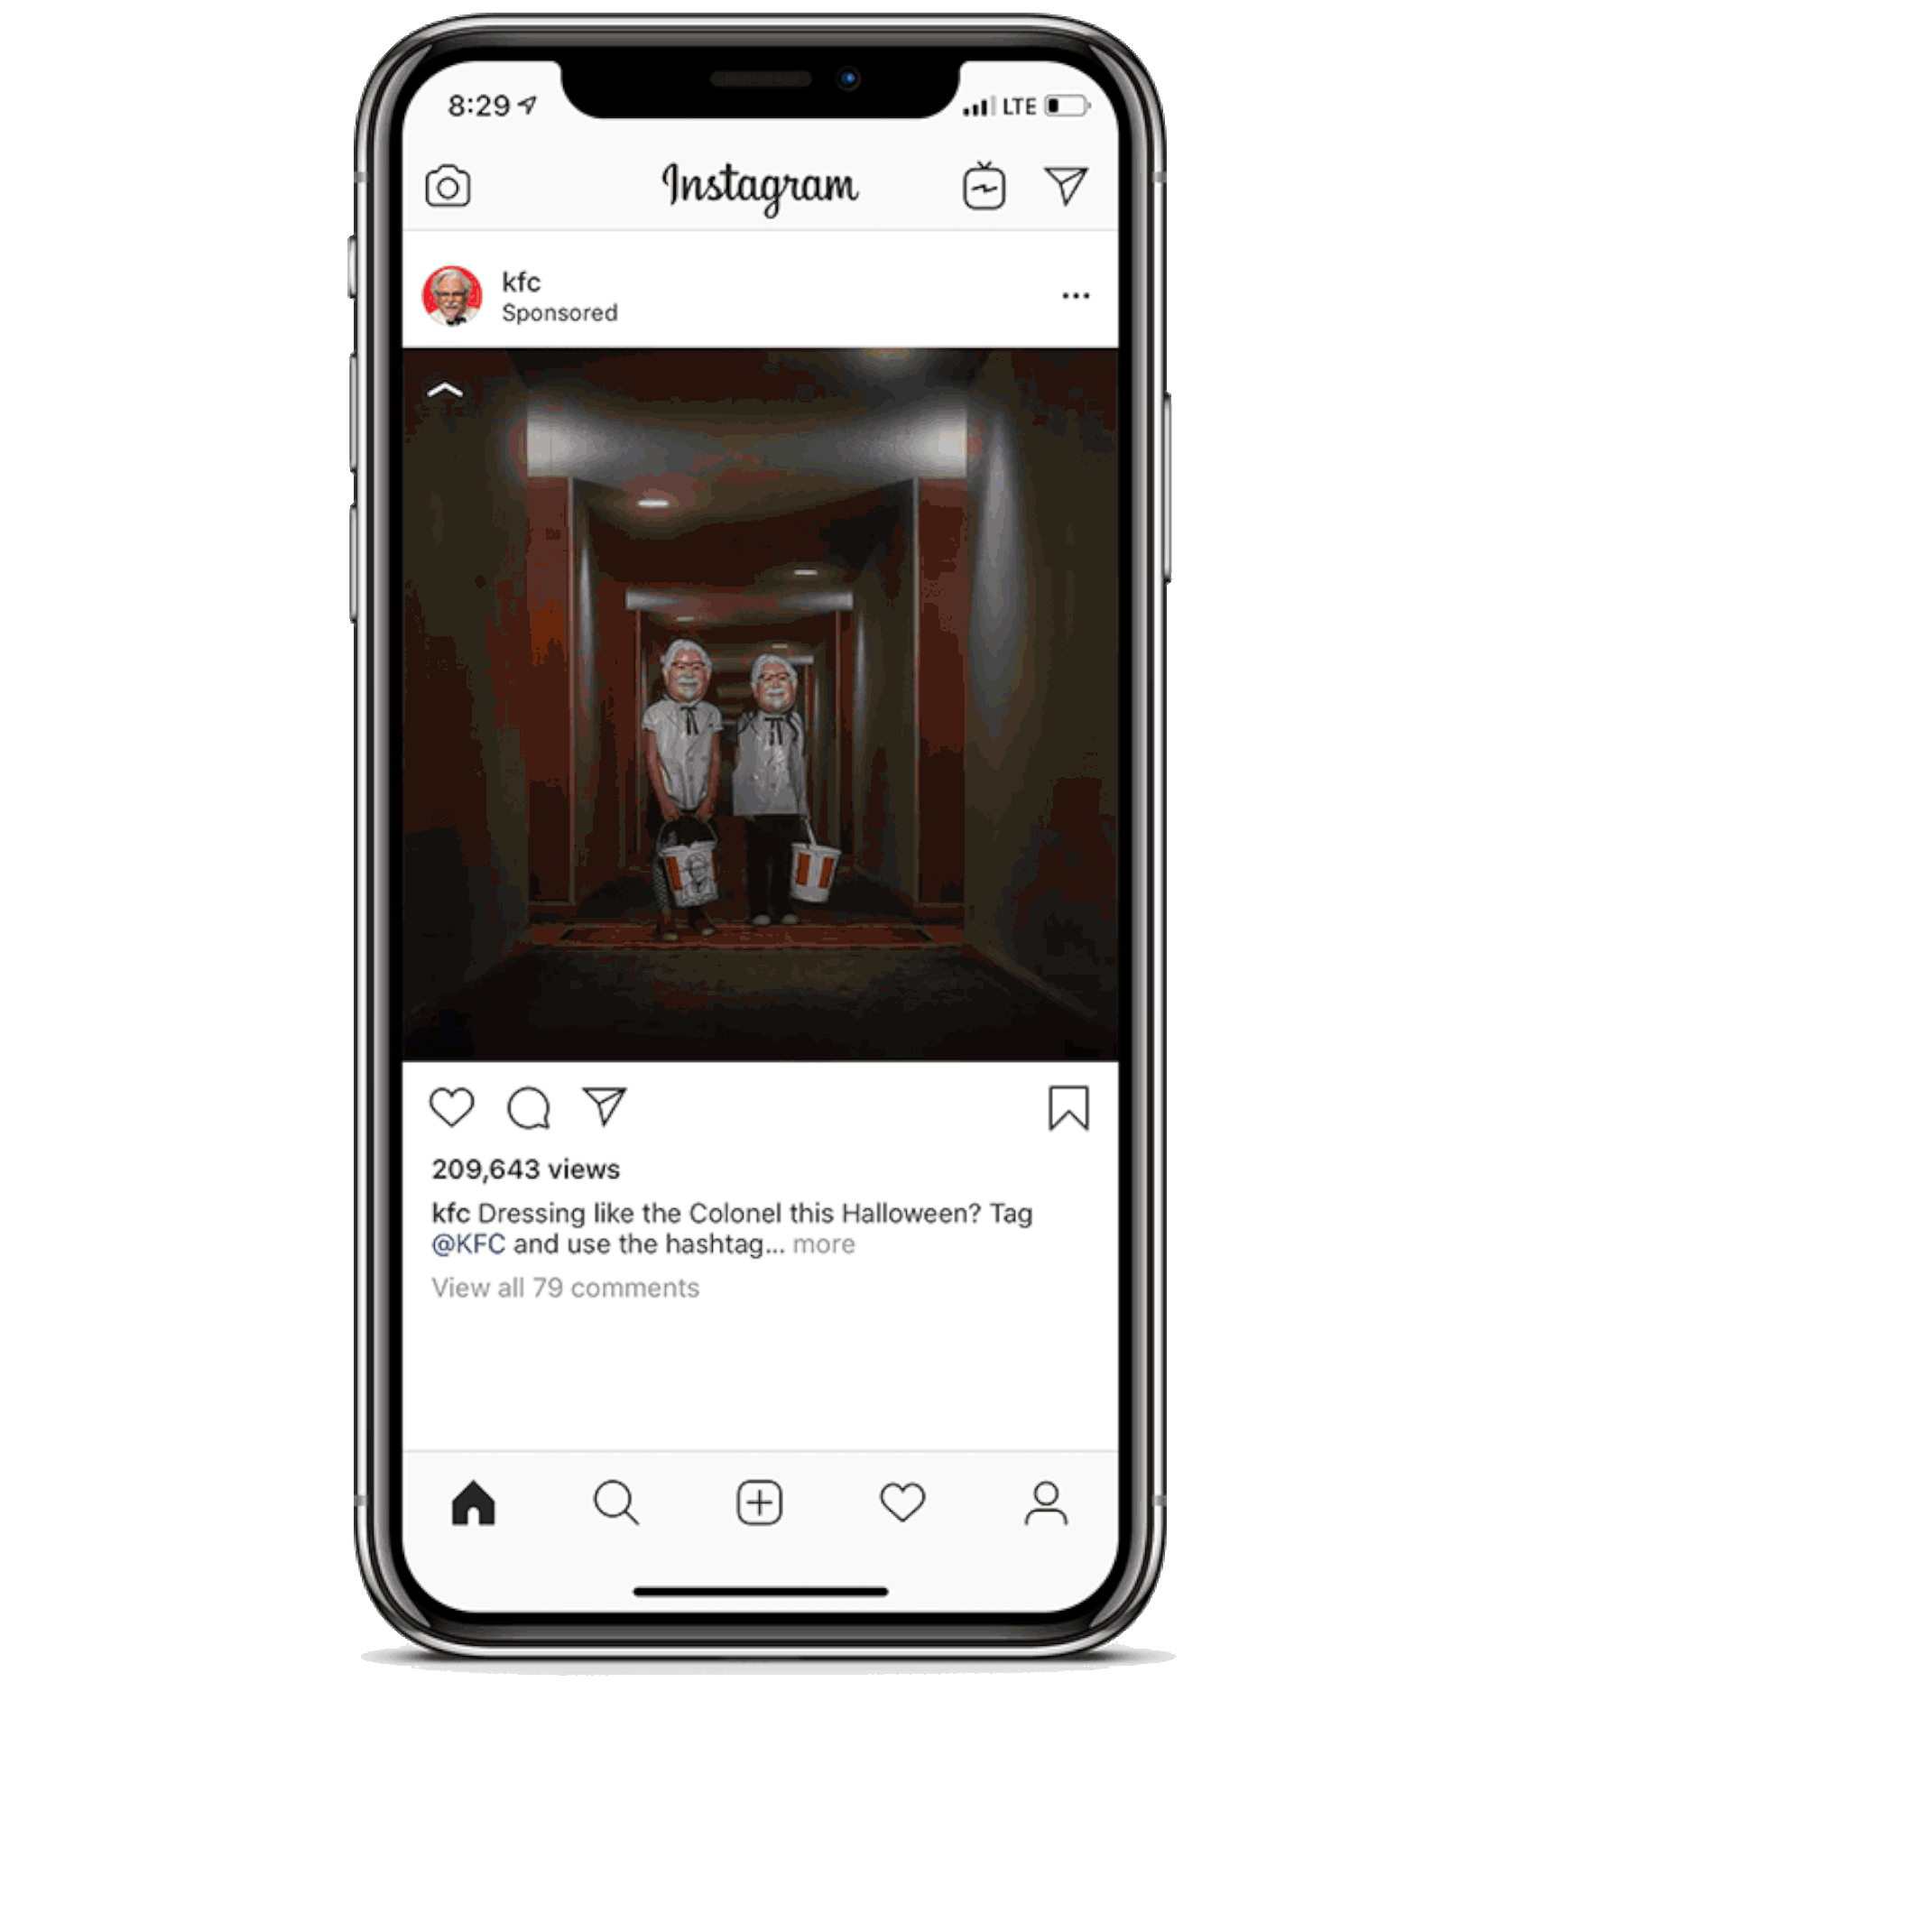 8:29 LTE
Instagram
kfc
Sponsored
209,643 views
kfc Dressing like the Colonel this Halloween? Tag
@KFC and use the hashtag... more
View all 79 comments